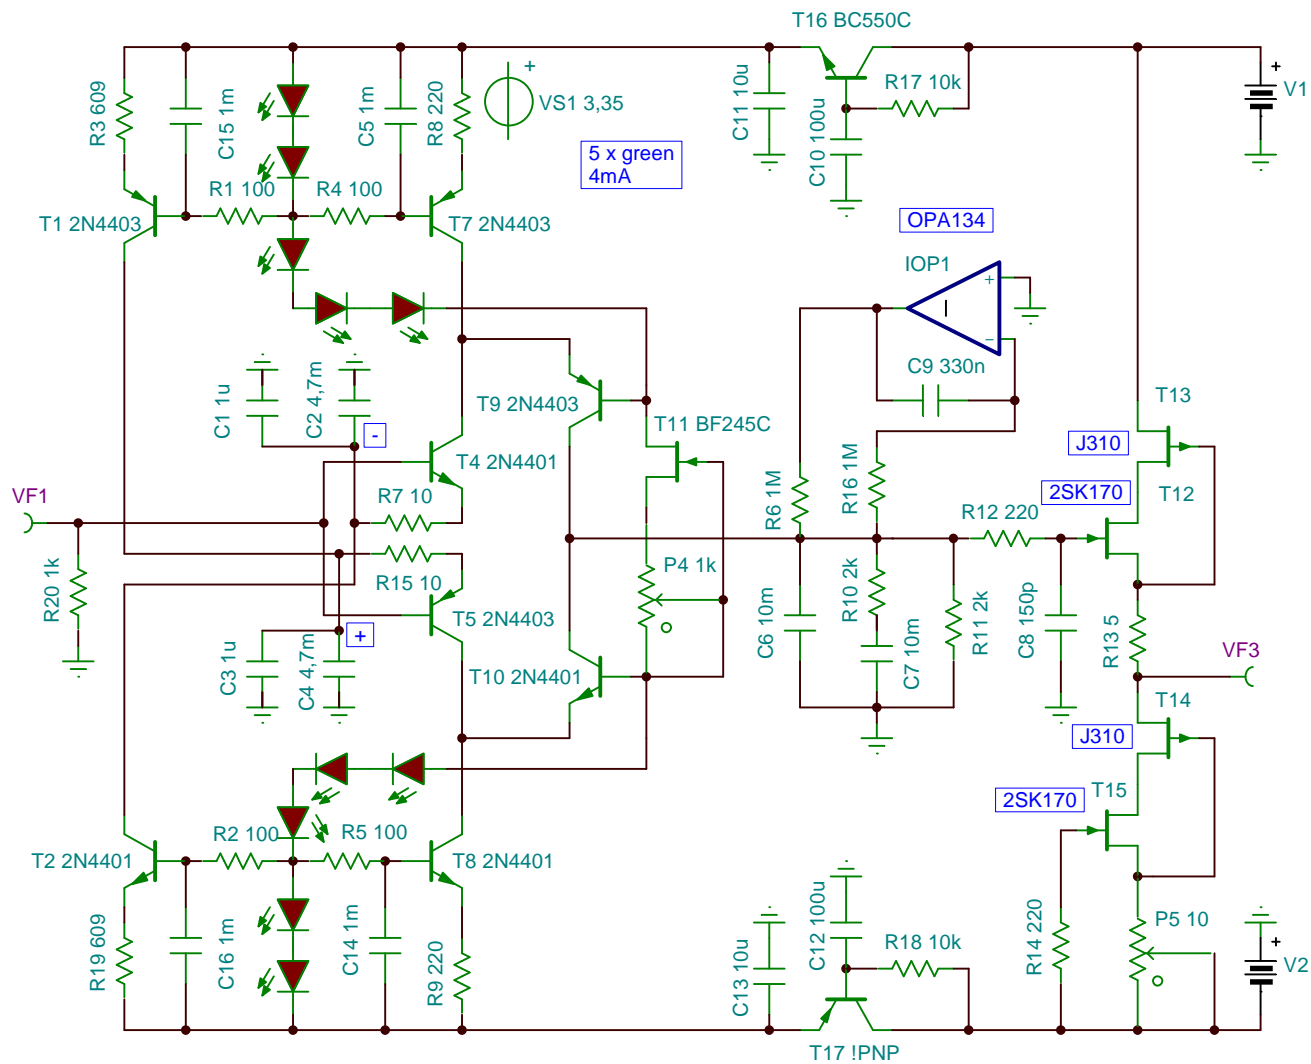 T16 BC550C
R3 609
C15 1m
C5 1m
R8 220
+
VS1 3,35
C11 10u
R17 10k
C10 100u
+
V1
5 x green
4mA
T1 2N4403
R1 100
R4 100
T7 2N4403
OPA134
IOP1
+
−
C9 330n
C1 1u
C2 4,7m
-
T9 2N4403
T11 BF245C
T13
J310
T4 2N4401
2SK170
T12
VF1
R7 10
R6 1M
R16 1M
R12 220
R20 1k
R15 10
P4 1k
T5 2N4403
+
C3 1u
C4 4,7m
T10 2N4401
C6 10m
R10 2k
C7 10m
R11 2k
C8 150p
R13 5
VF3
T14
J310
T15
2SK170
T2 2N4401
R2 100
R5 100
T8 2N4401
R19 609
C16 1m
C14 1m
R9 220
C13 10u
C12 100u
R18 10k
R14 220
P5 10
+
V2
T17 !PNP